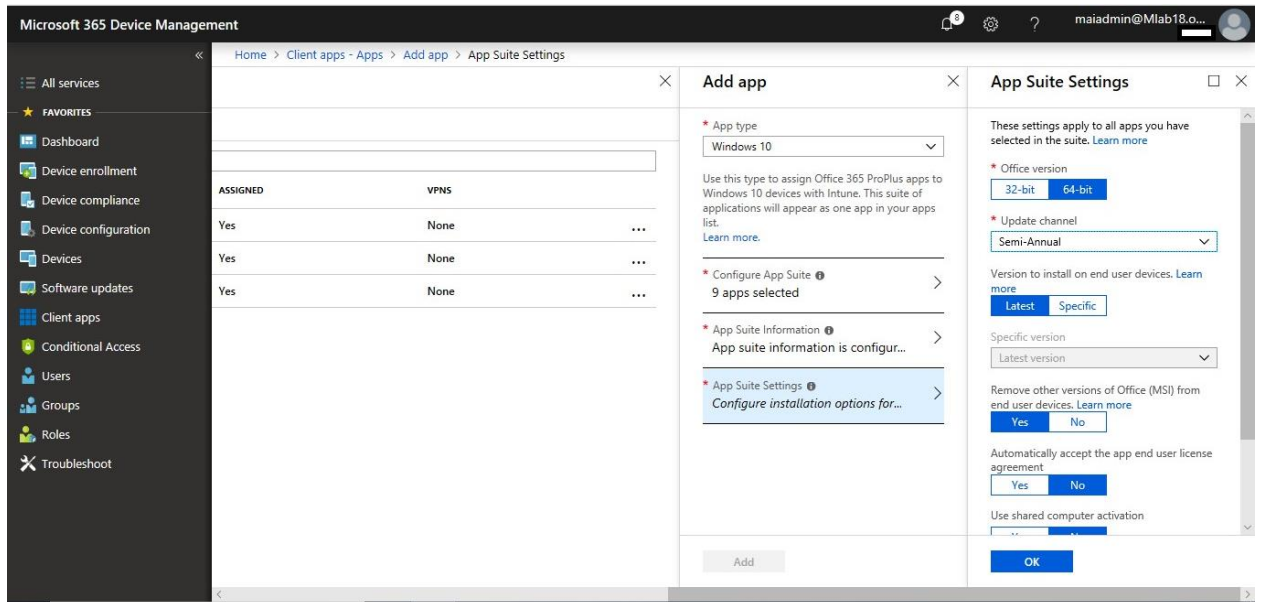 Microsoft 365 Device Management
8
?
maiadmin@Mlab18.o...
«
Home > Client apps - Apps > Add app > App Suite Settings
All services
FAVORITES
Dashboard
Device enrollment
Device compliance
Device configuration
Devices
Software updates
Client apps
Conditional Access
Users
Groups
Roles
Troubleshoot
ASSIGNED VPNS
Yes None ...
Yes None ...
Yes None ...
Add app
* App type
Windows 10
Use this type to assign Office 365 ProPlus apps to
Windows 10 devices with Intune. This suite of
applications will appear as one app in your apps
list.
Learn more.
* Configure App Suite
9 apps selected
* App Suite Information
App suite information is configur...
* App Suite Settings
Configure installation options for...
Add
App Suite Settings
These settings apply to all apps you have
selected in the suite. Learn more
* Office version
32-bit 64-bit
* Update channel
Semi-Annual
Version to install on end user devices. Learn
more
Latest Specific
Specific version
Latest version
Remove other versions of Office (MSI) from
end user devices. Learn more
Yes No
Automatically accept the app end user license
agreement
Yes No
Use shared computer activation
OK